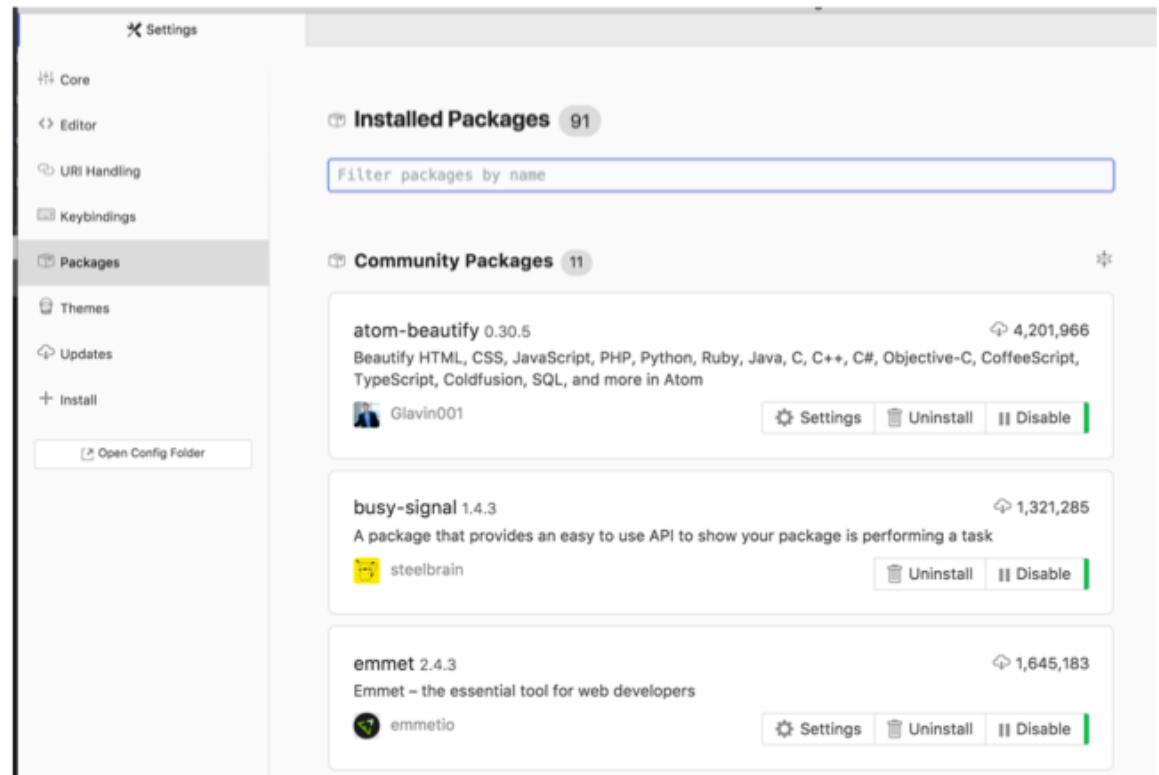 Settings
Core
Editor
URI Handling
Keybindings
Packages
Themes
Updates
Install
Open Config Folder
Installed Packages 91
Filter packages by name
Community Packages 11
atom-beautify 0.30.5 4,201,966
Beautify HTML, CSS, JavaScript, PHP, Python, Ruby, Java, C, C++, C#, Objective-C, CoffeeScript,
TypeScript, Coldfusion, SQL, and more in Atom
Glavin001 Settings Uninstall Disable
busy-signal 1.4.3 1,321,285
A package that provides an easy to use API to show your package is performing a task
steelbrain Uninstall Disable
emmet 2.4.3 1,645,183
Emmet – the essential tool for web developers
emmetio Settings Uninstall Disable